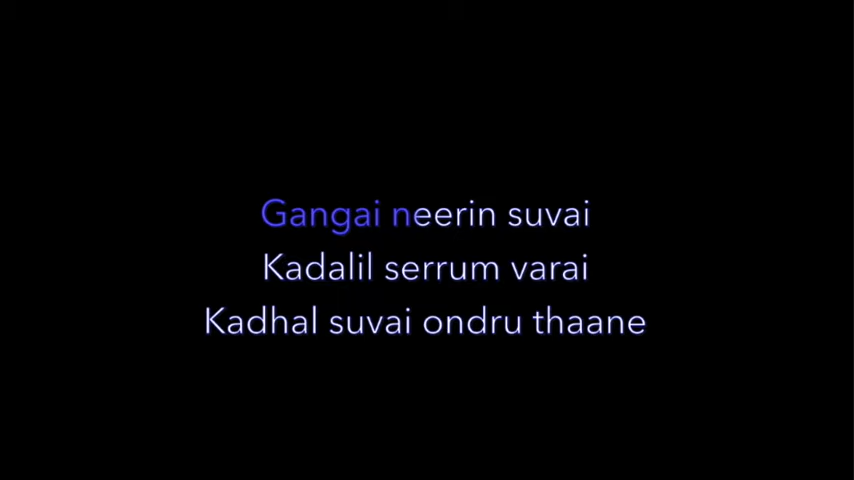 Gangai neerin suvai
Kadalil serrum varai
Kadhal suvai ondru thaane